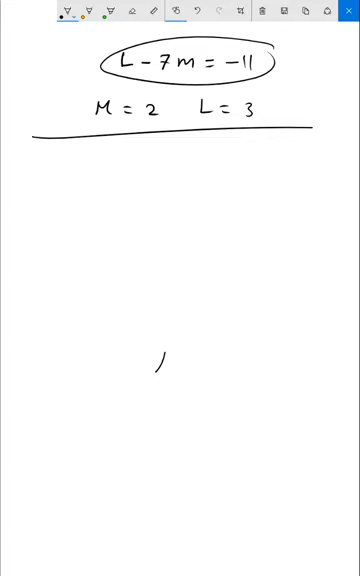 L - 7m = -11
M = 2 L = 3